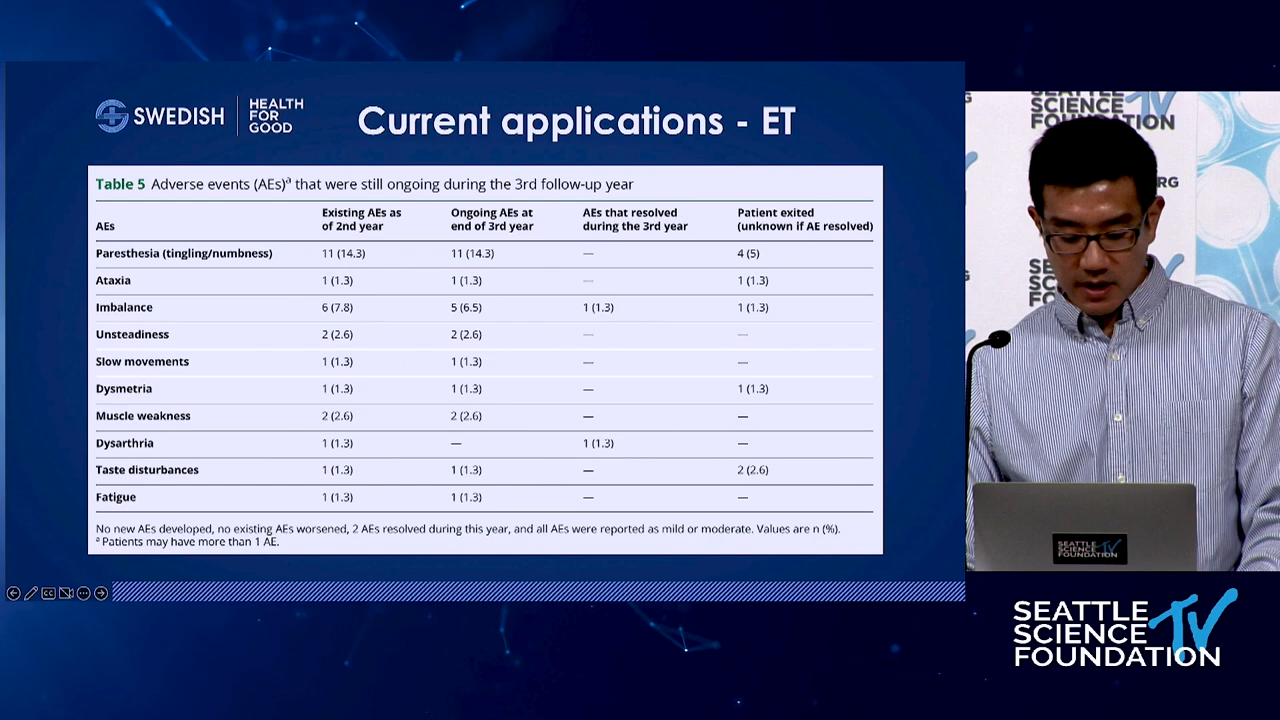 SWEDISH
HEALTH
FOR
GOOD
Current applications - ET
Table 5 Adverse events (AEs)a that were still ongoing during the 3rd follow-up year
AEs Existing AEs as of 2nd year Ongoing AEs at end of 3rd year AEs that resolved during the 3rd year Patient exited (unknown if AE resolved)
Paresthesia (tingling/numbness) 11 (14.3) 11 (14.3) — 4 (5)
Ataxia 1 (1.3) 1 (1.3) — 1 (1.3)
Imbalance 6 (7.8) 5 (6.5) 1 (1.3) 1 (1.3)
Unsteadiness 2 (2.6) 2 (2.6) — —
Slow movements 1 (1.3) 1 (1.3) — —
Dysmetria 1 (1.3) 1 (1.3) — 1 (1.3)
Muscle weakness 2 (2.6) 2 (2.6) — —
Dysarthria 1 (1.3) — 1 (1.3) —
Taste disturbances 1 (1.3) 1 (1.3) — 2 (2.6)
Fatigue 1 (1.3) 1 (1.3) — —
No new AEs developed, no existing AEs worsened, 2 AEs resolved during this year, and all AEs were reported as mild or moderate. Values are n (%).
a Patients may have more than 1 AE.
SEATTLE
SCIENCE TV
FOUNDATION
SEATTLE
SCIENCE TV
FOUNDATION
SEATTLE
SCIENCE TV
FOUNDATION